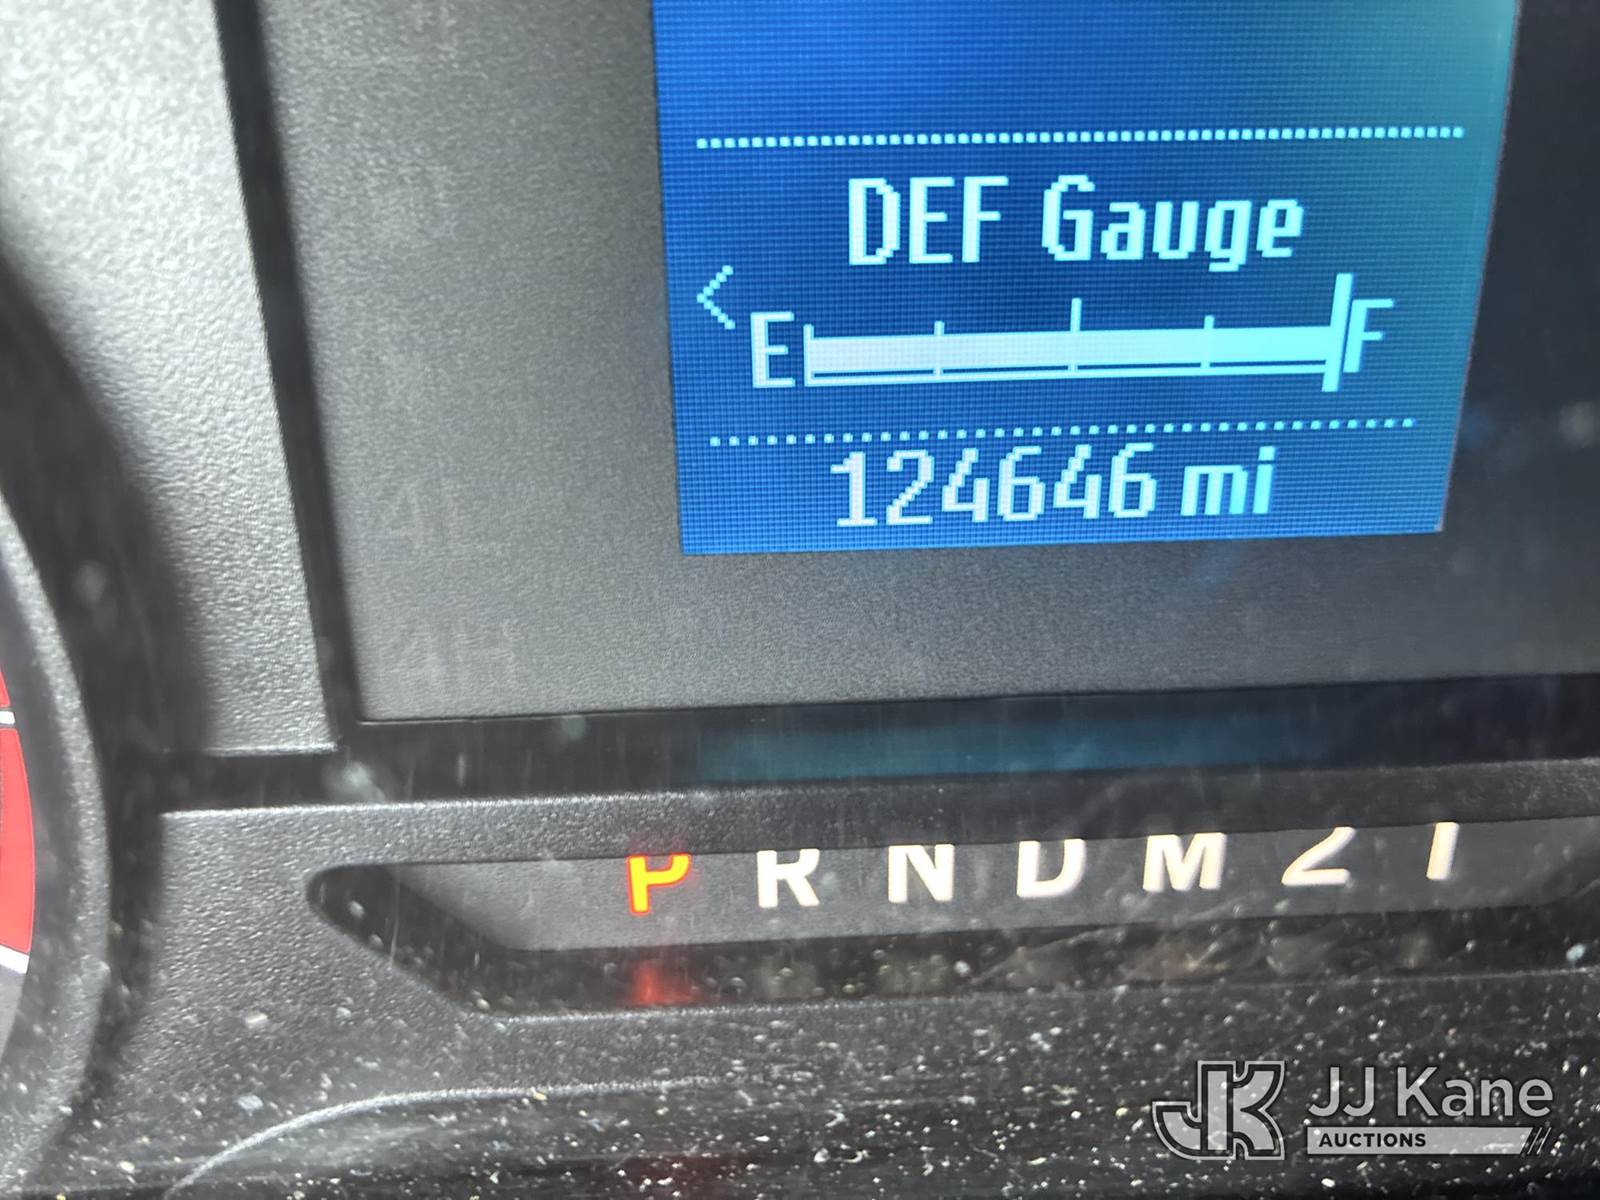 DEF Gauge
< E F
124646 mi
P R N D M 2 1
JK JJ Kane
AUCTIONS